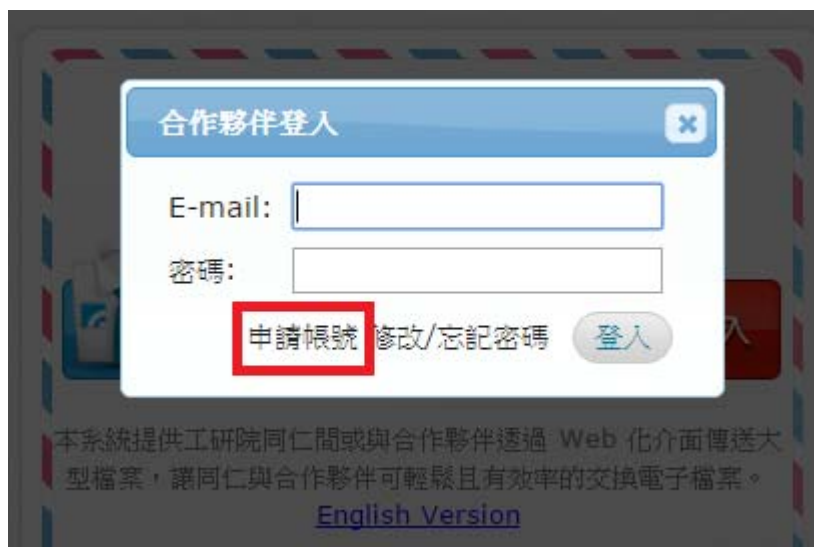 合作夥伴登入
E-mail:
密碼:
申請帳號 修改/忘記密碼 登入
入
本系統提供工研院同仁間或與合作夥伴透過 Web 化介面傳送大
型檔案，讓同仁與合作夥伴可輕鬆且有效率的交換電子檔案。
English Version